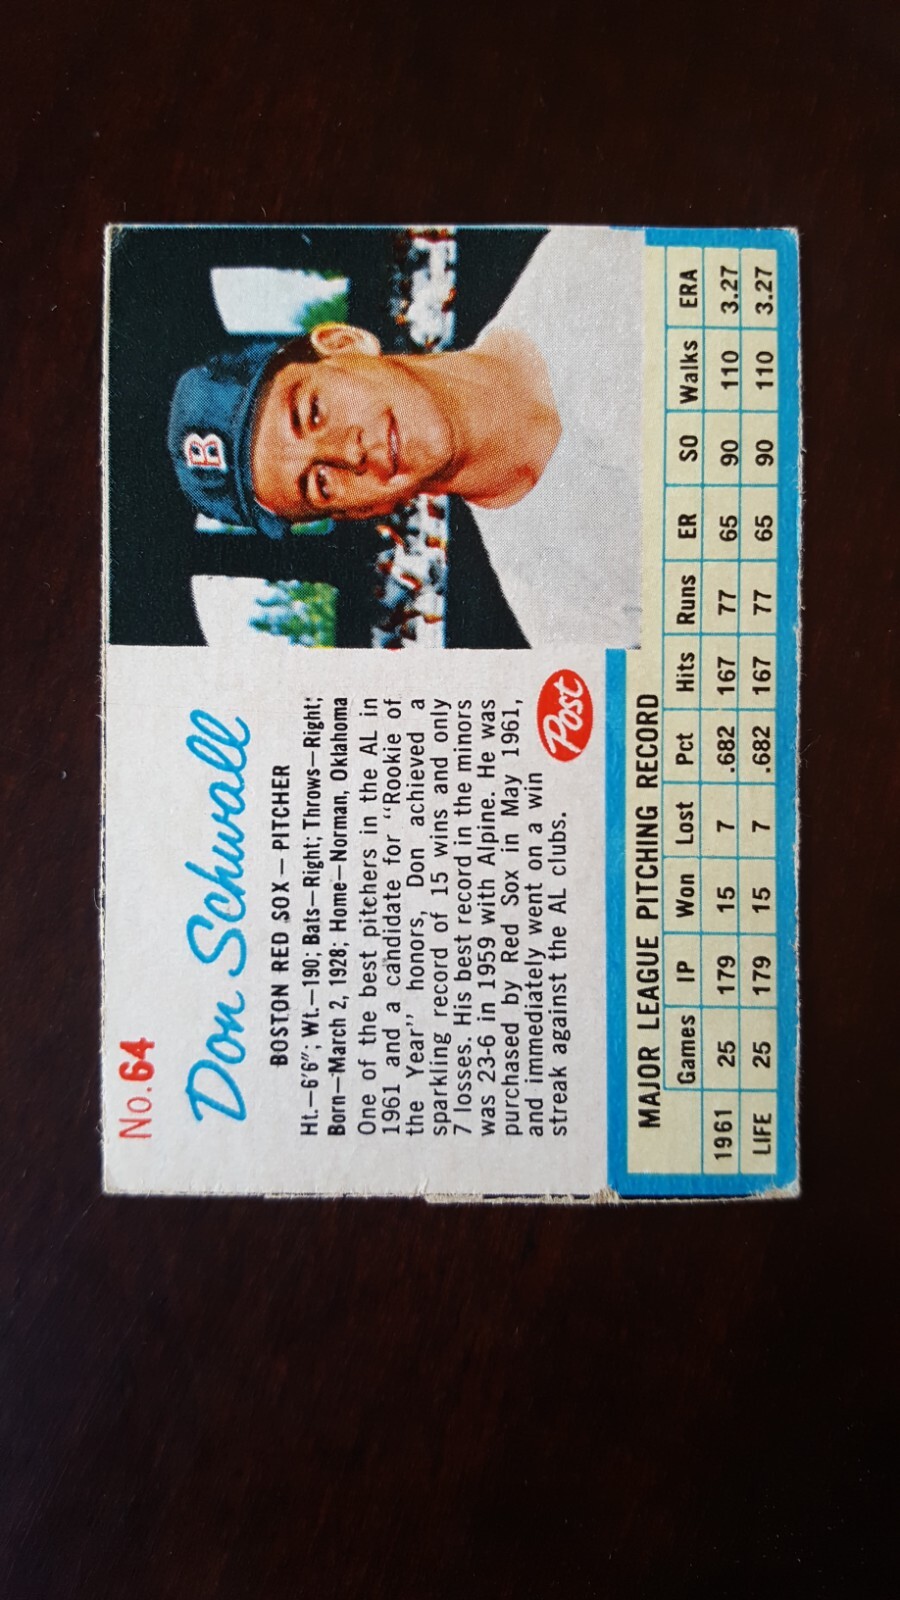 No.64
Don Schwall
BOSTON RED SOX — PITCHER
Ht.—6'6"; Wt.—190; Bats—Right; Throws—Right;
Born—March 2, 1928; Home—Norman, Oklahoma
One of the best pitchers in the AL in
1961 and a candidate for "Rookie of
the Year" honors, Don achieved a
sparkling record of 15 wins and only
7 losses. His best record in the minors
was 23-6 in 1959 with Alpine. He was
purchased by Red Sox in May 1961,
and immediately went on a win
streak against the AL clubs.
Post
B
MAJOR LEAGUE PITCHING RECORD
Games IP Won Lost Pct Hits Runs ER SO Walks ERA
1961 25 179 15 7 .682 167 77 65 90 110 3.27
LIFE 25 179 15 7 .682 167 77 65 90 110 3.27